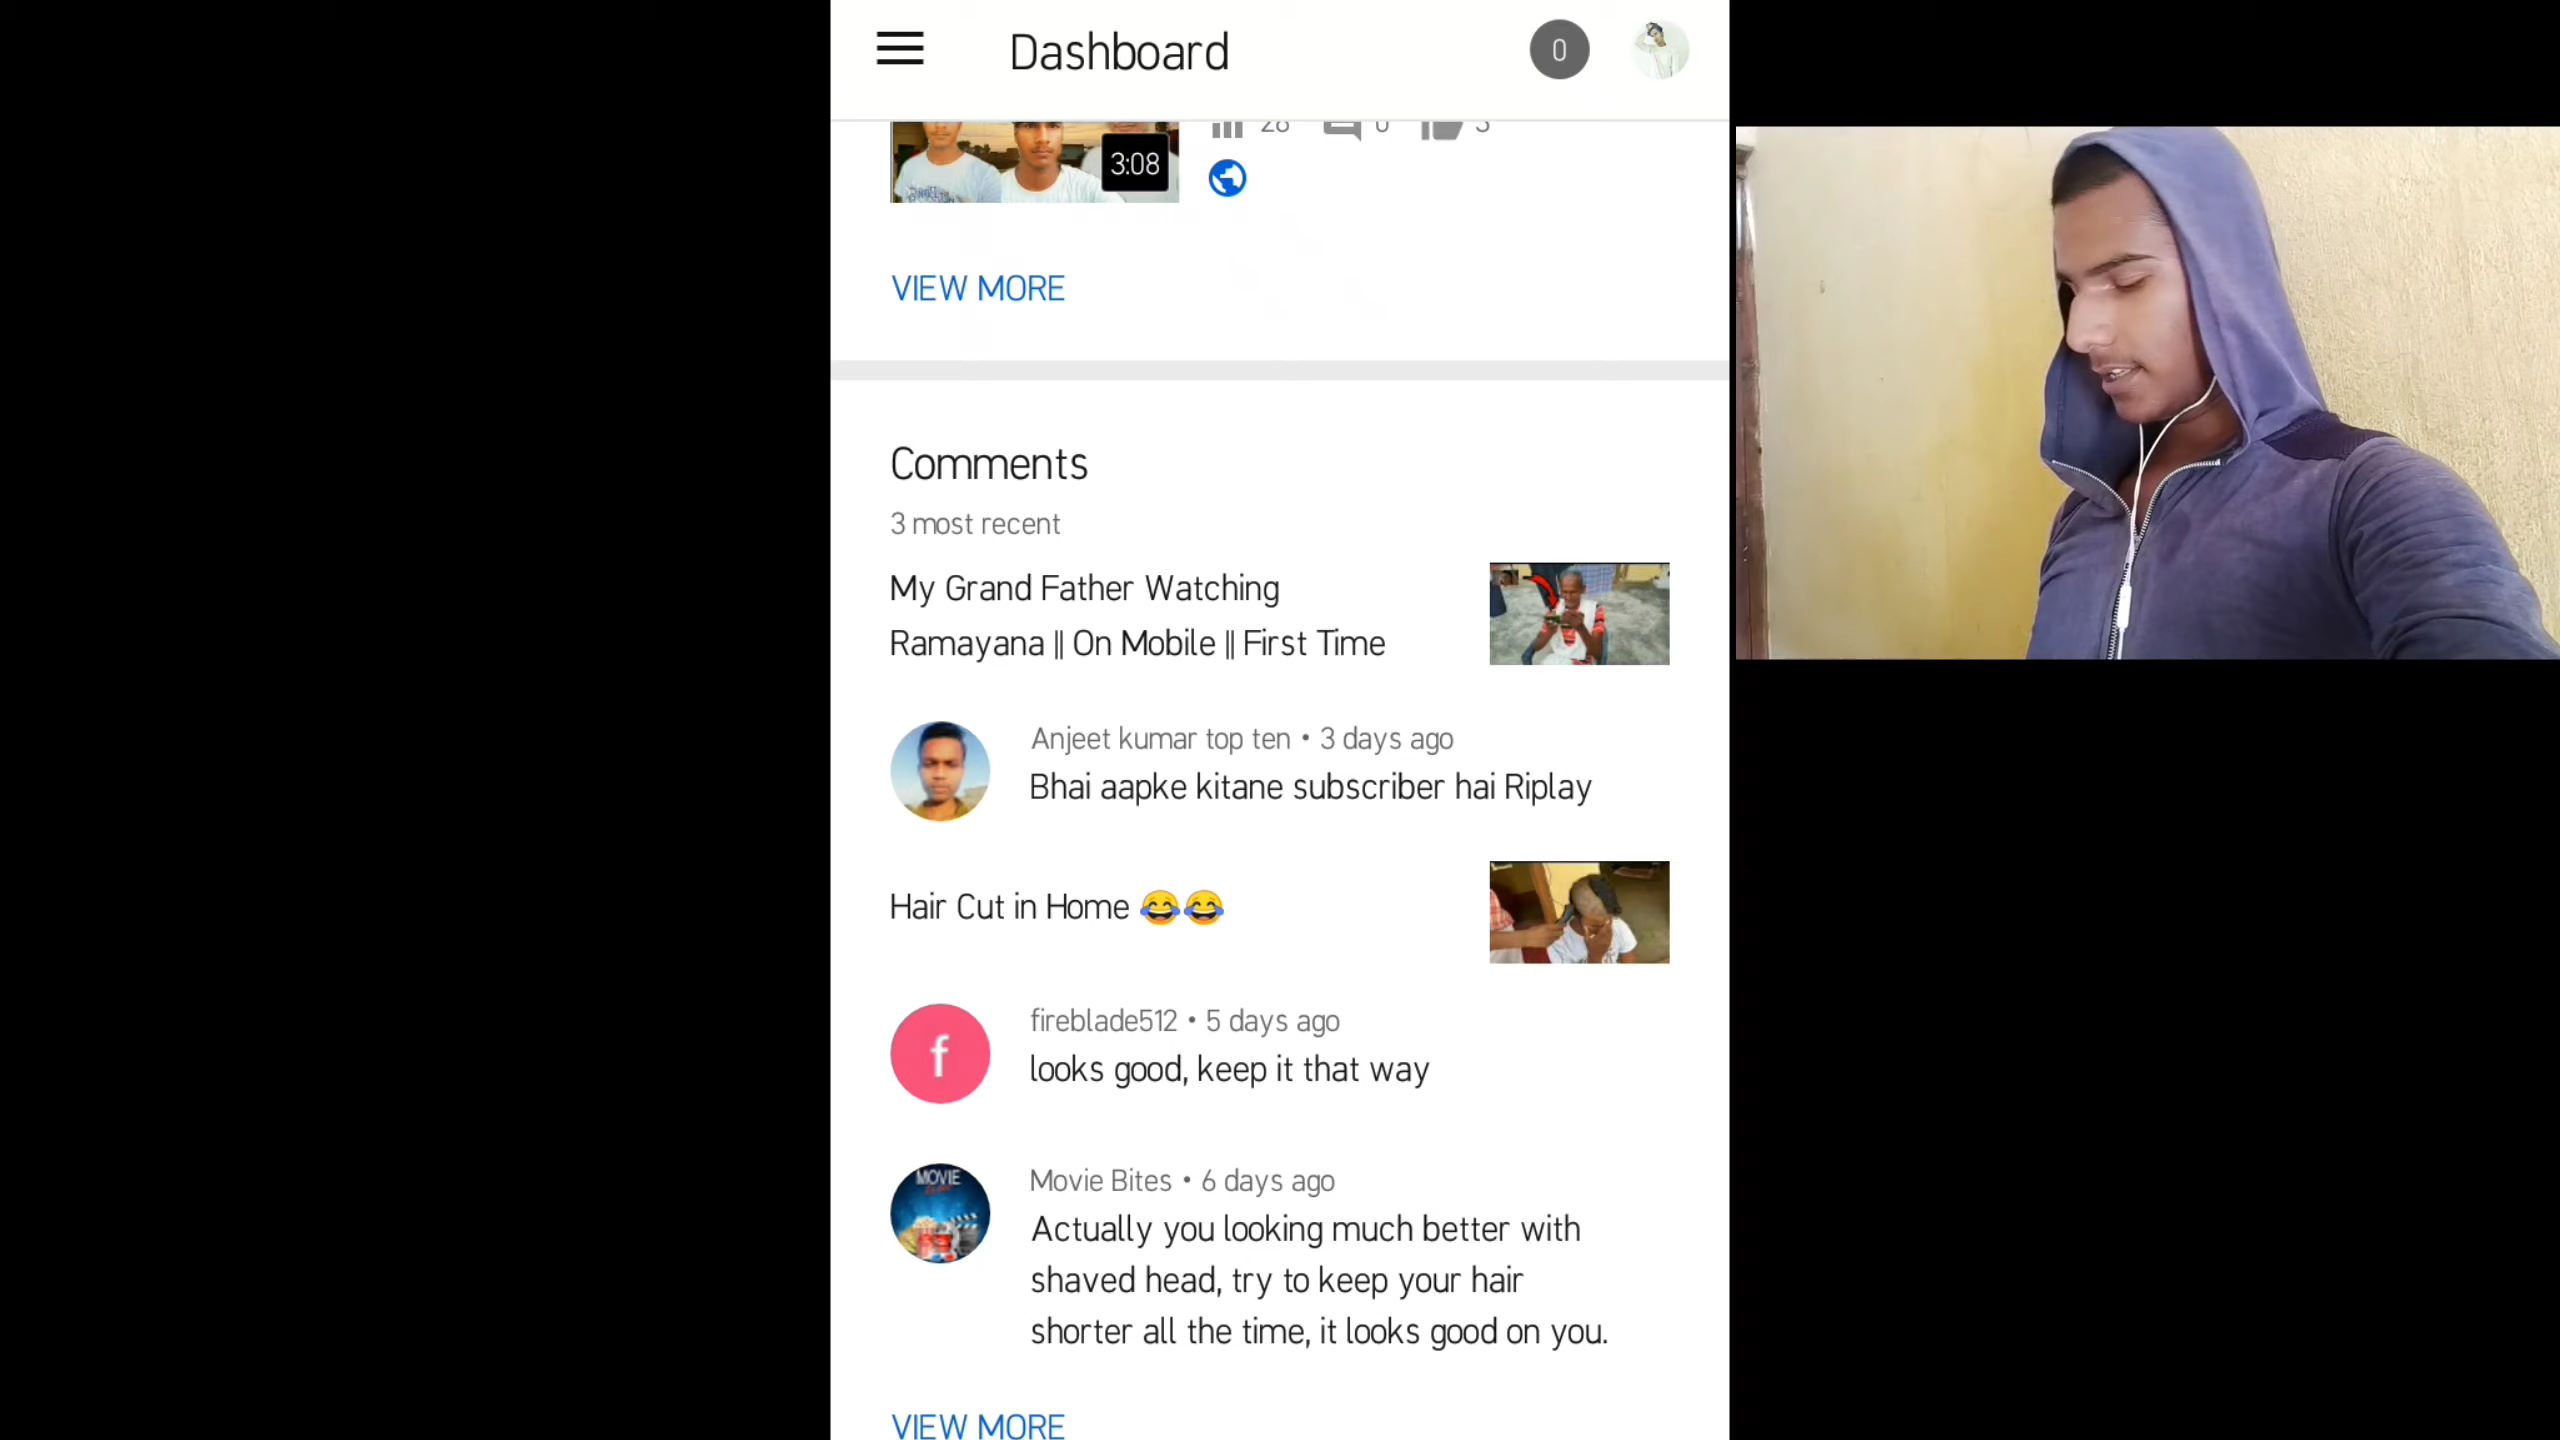 Dashboard
0
3:08
VIEW MORE
Comments
3 most recent
My Grand Father Watching
Ramayana || On Mobile || First Time
Anjeet kumar top ten • 3 days ago
Bhai aapke kitane subscriber hai Riplay
Hair Cut in Home 😂😂
f
fireblade512 • 5 days ago
looks good, keep it that way
MOVIE
Movie Bites • 6 days ago
Actually you looking much better with
shaved head, try to keep your hair
shorter all the time, it looks good on you.
VIEW MORE